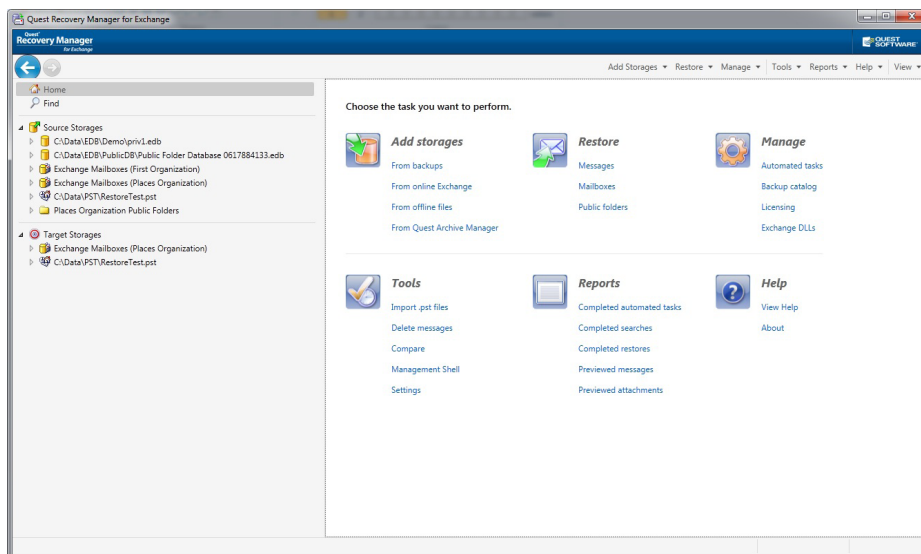 Quest Recovery Manager for Exchange
Quest
Recovery Manager
for Exchange
QUEST
SOFTWARE
Add Storages Restore Manage Tools Reports Help View
Home
Find
Source Storages
C:\Data\EDB\Demo\priv1.edb
C:\Data\EDB\PublicDB\Public Folder Database 0617884133.edb
Exchange Mailboxes (First Organization)
Exchange Mailboxes (Places Organization)
C:\Data\PST\RestoreTest.pst
Places Organization Public Folders
Target Storages
Exchange Mailboxes (Places Organization)
C:\Data\PST\RestoreTest.pst
Choose the task you want to perform.
Add storages
From backups
From online Exchange
From offline files
From Quest Archive Manager
Restore
Messages
Mailboxes
Public folders
Manage
Automated tasks
Backup catalog
Licensing
Exchange DLLs
Tools
Import .pst files
Delete messages
Compare
Management Shell
Settings
Reports
Completed automated tasks
Completed searches
Completed restores
Previewed messages
Previewed attachments
Help
View Help
About